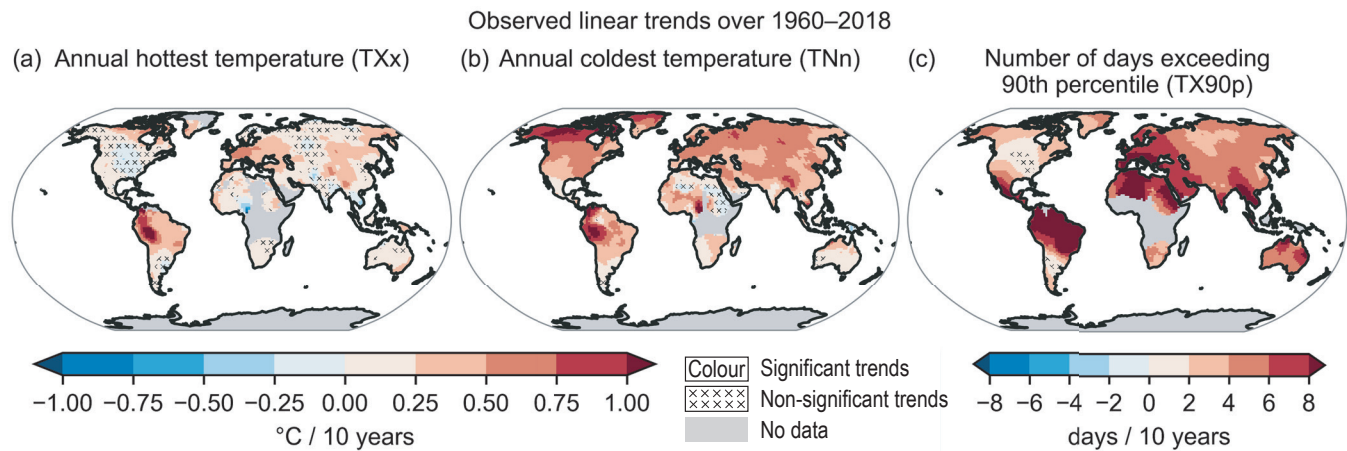 Observed linear trends over 1960–2018
(a) Annual hottest temperature (TXx)
(b) Annual coldest temperature (TNn)
(c) Number of days exceeding
90th percentile (TX90p)
−1.00 −0.75 −0.50 −0.25 0.00 0.25 0.50 0.75 1.00
°C / 10 years
Colour Significant trends
Non-significant trends
No data
−8 −6 −4 −2 0 2 4 6 8
days / 10 years